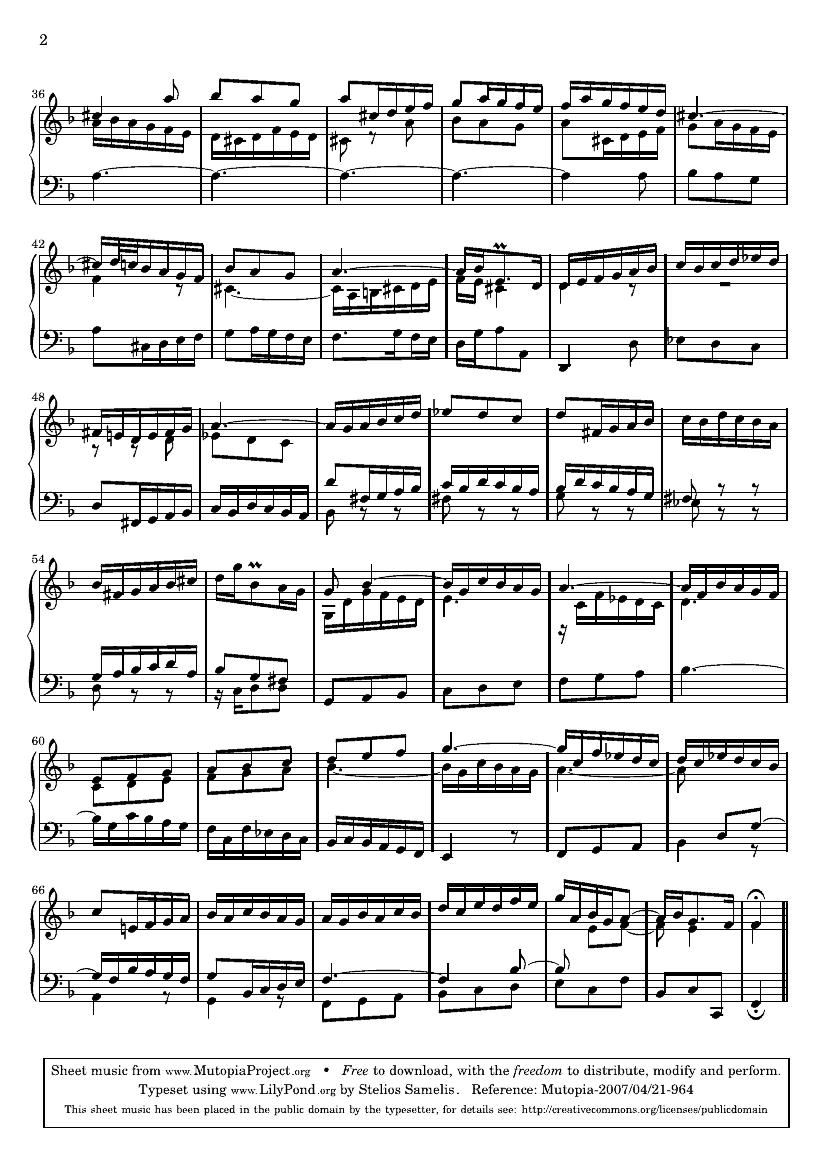 2
36
42
48
54
60
66
Sheet music from www.MutopiaProject.org • Free to download, with the freedom to distribute, modify and perform.
Typeset using www.LilyPond.org by Stelios Samelis. Reference: Mutopia-2007/04/21-964
This sheet music has been placed in the public domain by the typesetter, for details see: http://creativecommons.org/licenses/publicdomain